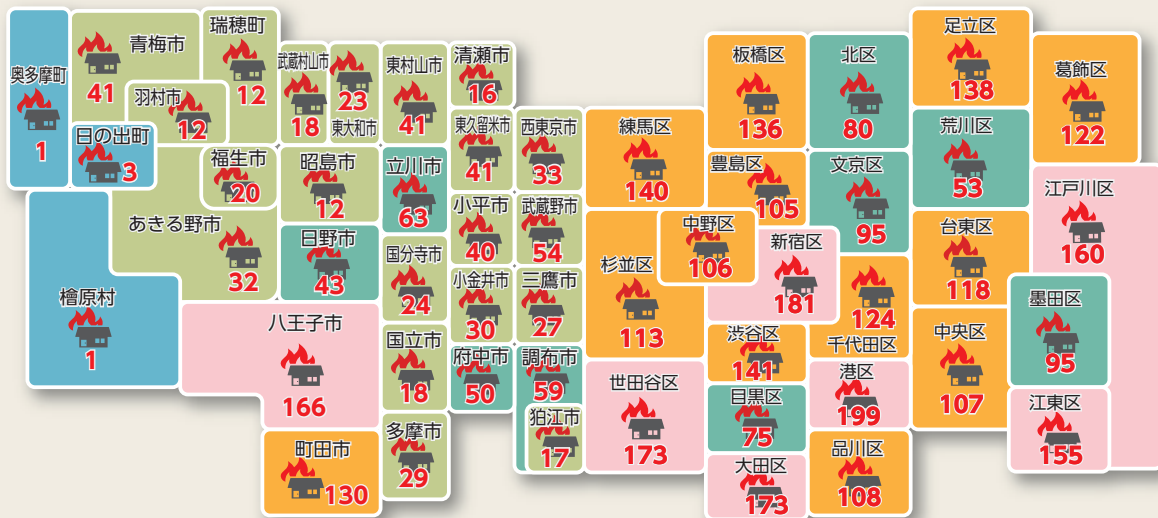 奥多摩町
1
青梅市
41
瑞穂町
12
羽村市
12
日の出町
3
武蔵村山市
18
23
東大和市
東村山市
41
清瀬市
16
福生市
20
昭島市
12
立川市
63
東久留米市
41
西東京市
33
あきる野市
32
日野市
43
国分寺市
24
小平市
40
武蔵野市
54
小金井市
30
三鷹市
27
檜原村
1
八王子市
166
国立市
18
府中市
50
調布市
59
狛江市
17
町田市
130
多摩市
29
練馬区
140
板橋区
136
北区
80
足立区
138
葛飾区
122
豊島区
105
文京区
95
荒川区
53
江戸川区
160
杉並区
113
中野区
106
新宿区
181
124
千代田区
台東区
118
墨田区
95
渋谷区
141
中央区
107
世田谷区
173
目黒区
75
港区
199
江東区
155
大田区
173
品川区
108